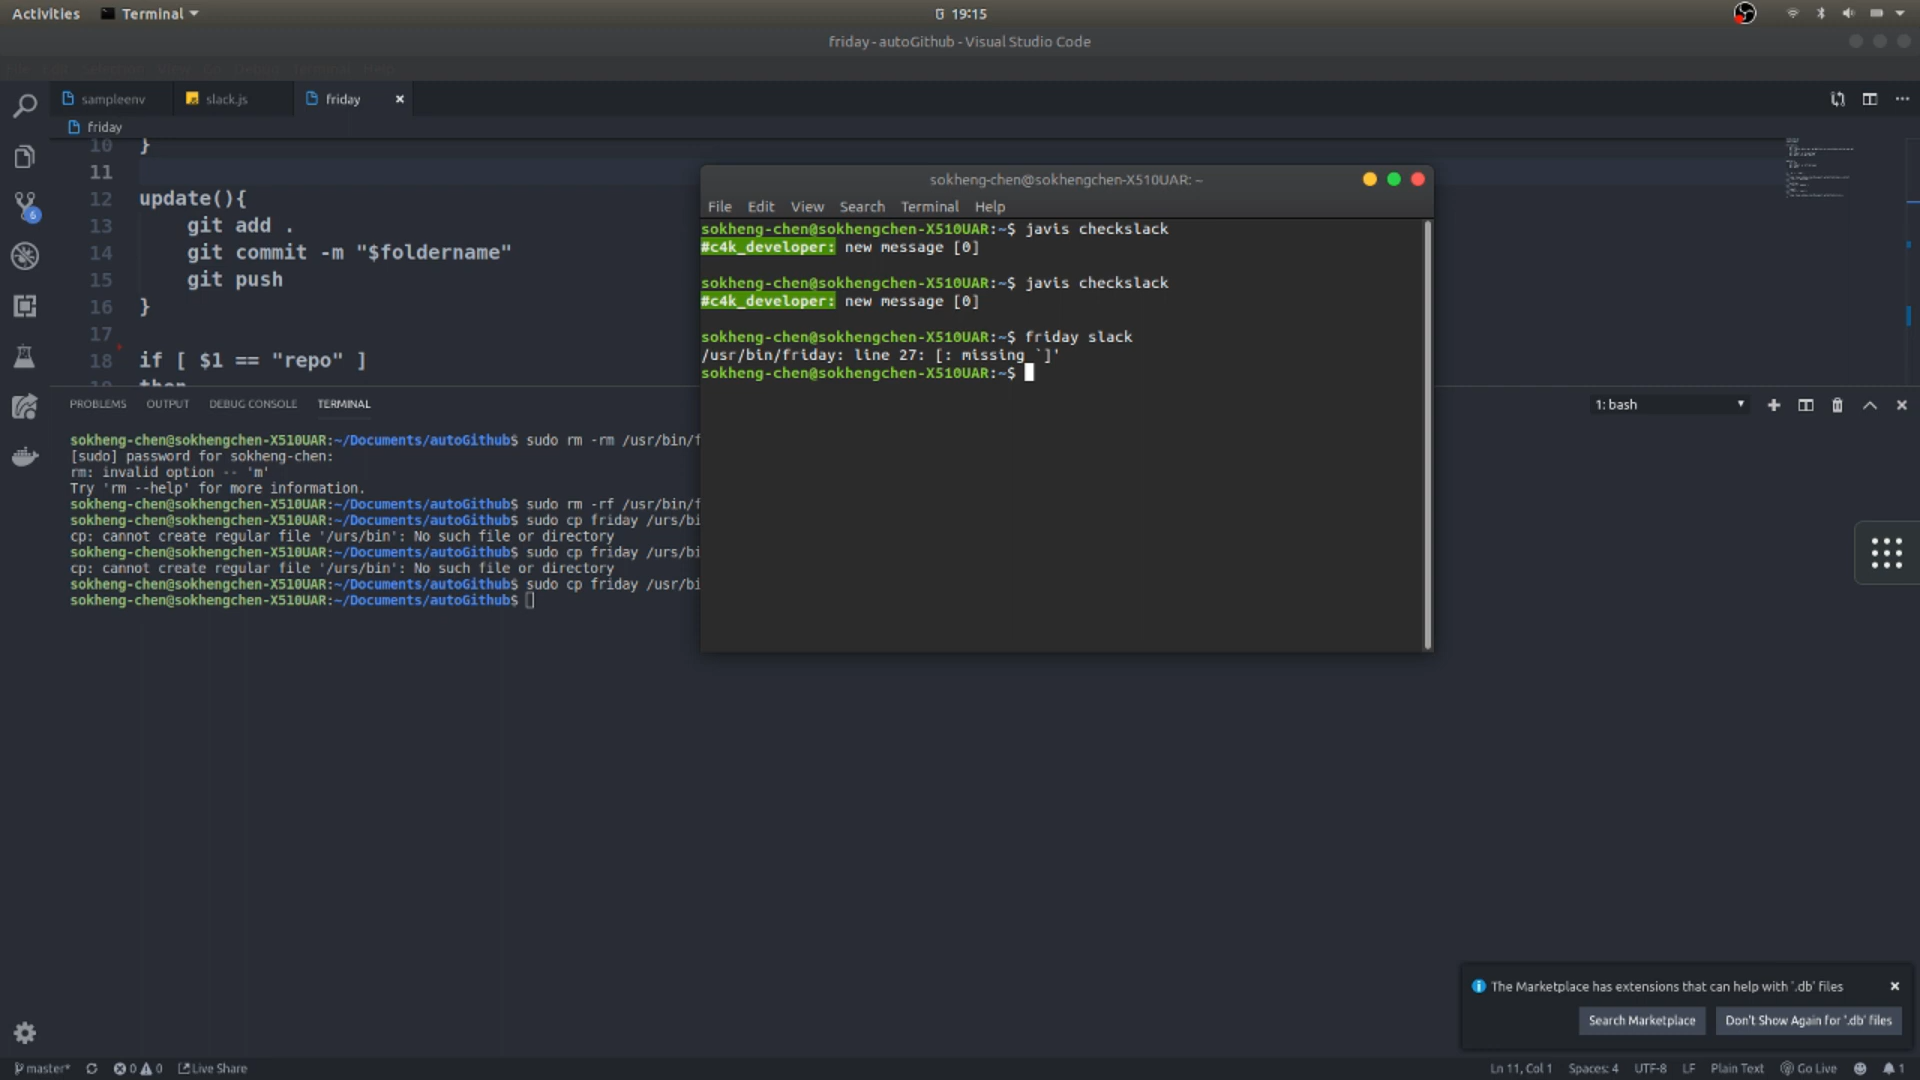 Activities Terminal 19:15
friday - autoGithub - Visual Studio Code
sampleenv slack.js friday
friday
10 }
11
12 update(){
13 git add .
14 git commit -m "$foldername"
15 git push
16 }
17
18 if [ $1 == "repo" ]
sokheng-chen@sokhengchen-X510UAR: ~
File Edit View Search Terminal Help
sokheng-chen@sokhengchen-X510UAR:~$ javis checkslack
#c4k_developer: new message [0]
sokheng-chen@sokhengchen-X510UAR:~$ javis checkslack
#c4k_developer: new message [0]
sokheng-chen@sokhengchen-X510UAR:~$ friday slack
/usr/bin/friday: line 27: [: missing `]'
sokheng-chen@sokhengchen-X510UAR:~$
PROBLEMS OUTPUT DEBUG CONSOLE TERMINAL
1: bash
sokheng-chen@sokhengchen-X510UAR:~/Documents/autoGithub$ sudo rm -rm /usr/bin/f
[sudo] password for sokheng-chen:
rm: invalid option -- 'm'
Try 'rm --help' for more information.
sokheng-chen@sokhengchen-X510UAR:~/Documents/autoGithub$ sudo rm -rf /usr/bin/f
sokheng-chen@sokhengchen-X510UAR:~/Documents/autoGithub$ sudo cp friday /urs/bi
cp: cannot create regular file '/urs/bin': No such file or directory
sokheng-chen@sokhengchen-X510UAR:~/Documents/autoGithub$ sudo cp friday /urs/bi
cp: cannot create regular file '/urs/bin': No such file or directory
sokheng-chen@sokhengchen-X510UAR:~/Documents/autoGithub$ sudo cp friday /usr/bi
sokheng-chen@sokhengchen-X510UAR:~/Documents/autoGithub$
6
The Marketplace has extensions that can help with '.db' files
Search Marketplace Don't Show Again for '.db' files
master* 0 0 Live Share Ln 11, Col 1 Spaces: 4 UTF-8 LF Plain Text Go Live 1